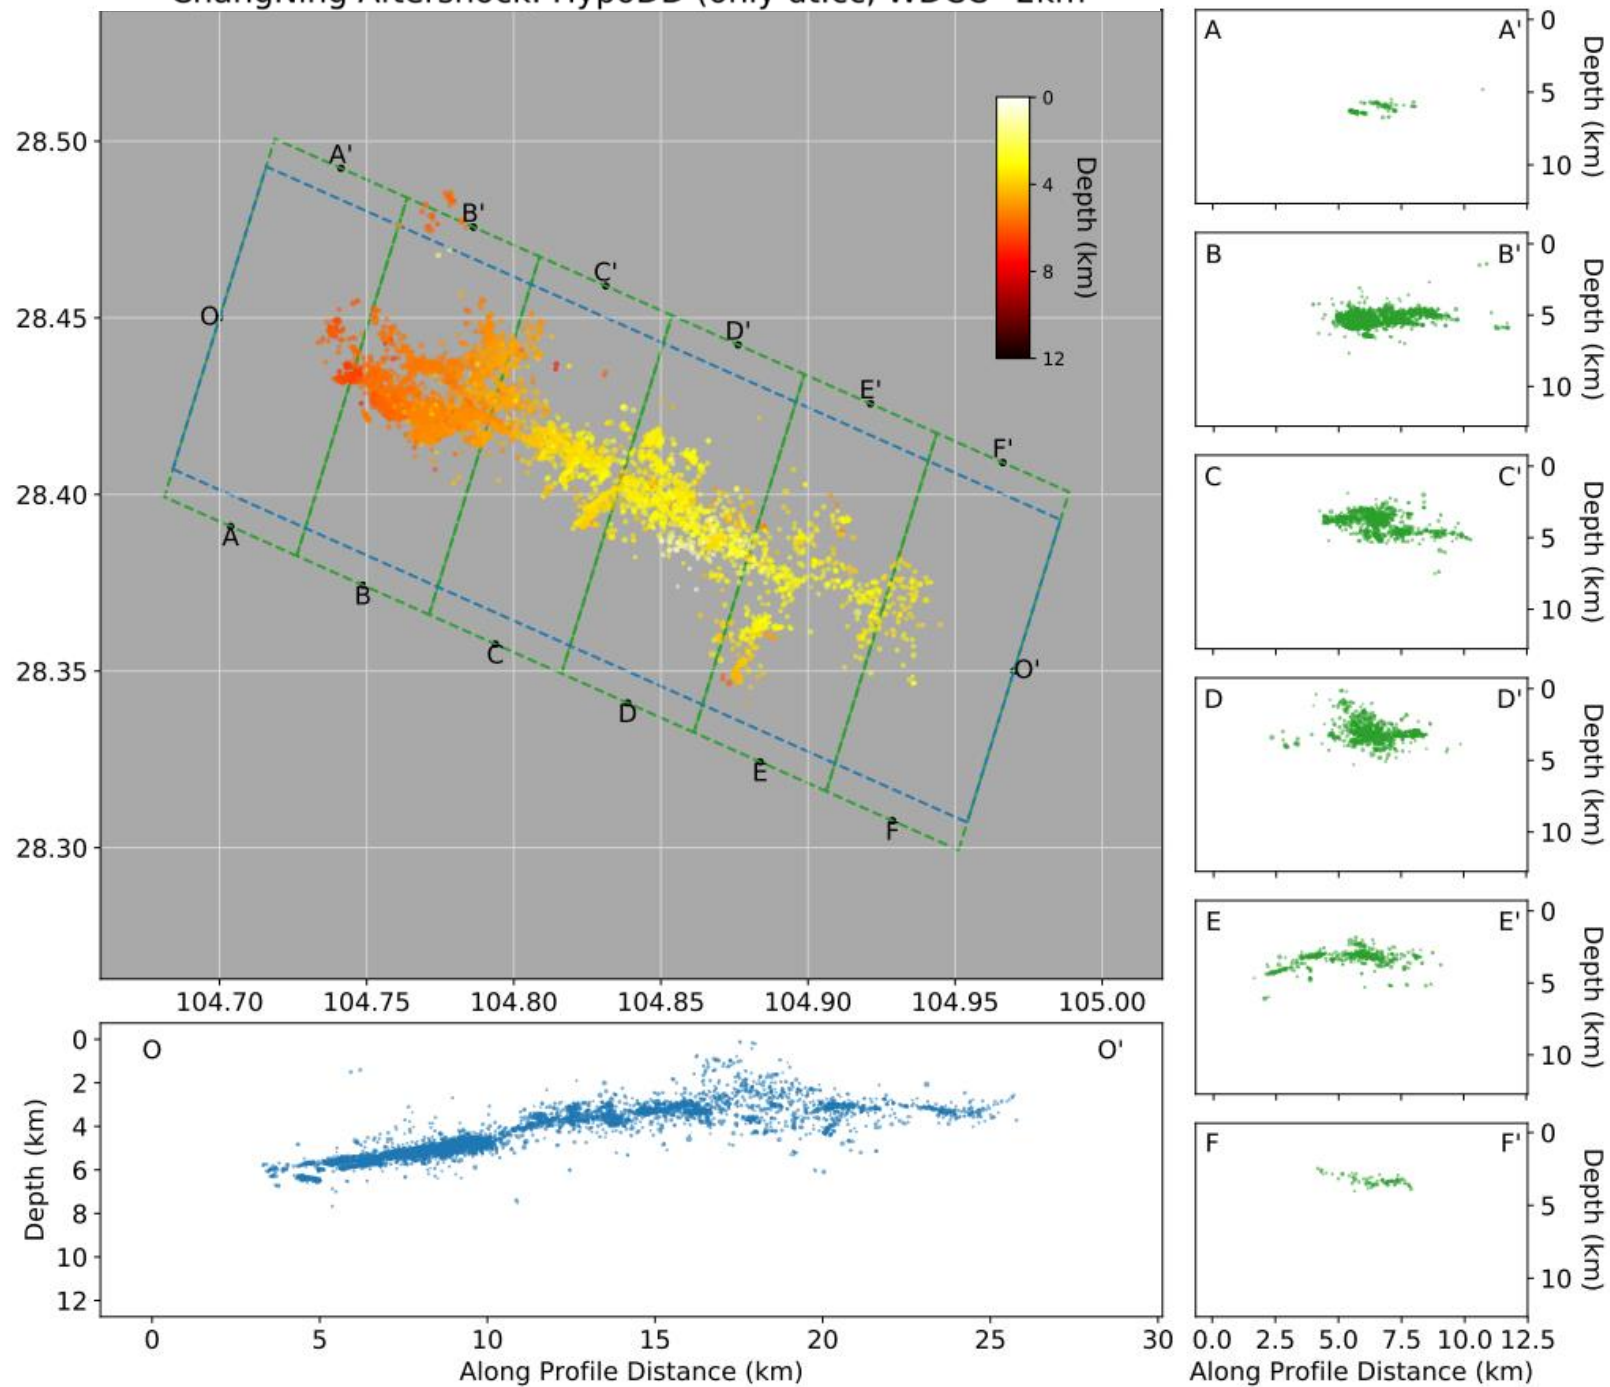 28.50
28.45
28.40
28.35
28.30
104.70 104.75 104.80 104.85 104.90 104.95 105.00
A'
B'
C'
D'
E'
F'
O
O'
A
B
C
D
E
F
0
4
8
12
Depth (km)
O O'
0
2
4
6
8
10
12
Depth (km)
0 5 10 15 20 25 30
Along Profile Distance (km)
A A'
0
5
10
Depth (km)
B B'
0
5
10
Depth (km)
C C'
0
5
10
Depth (km)
D D'
0
5
10
Depth (km)
E E'
0
5
10
Depth (km)
F F'
0
5
10
Depth (km)
0.0 2.5 5.0 7.5 10.0 12.5
Along Profile Distance (km)